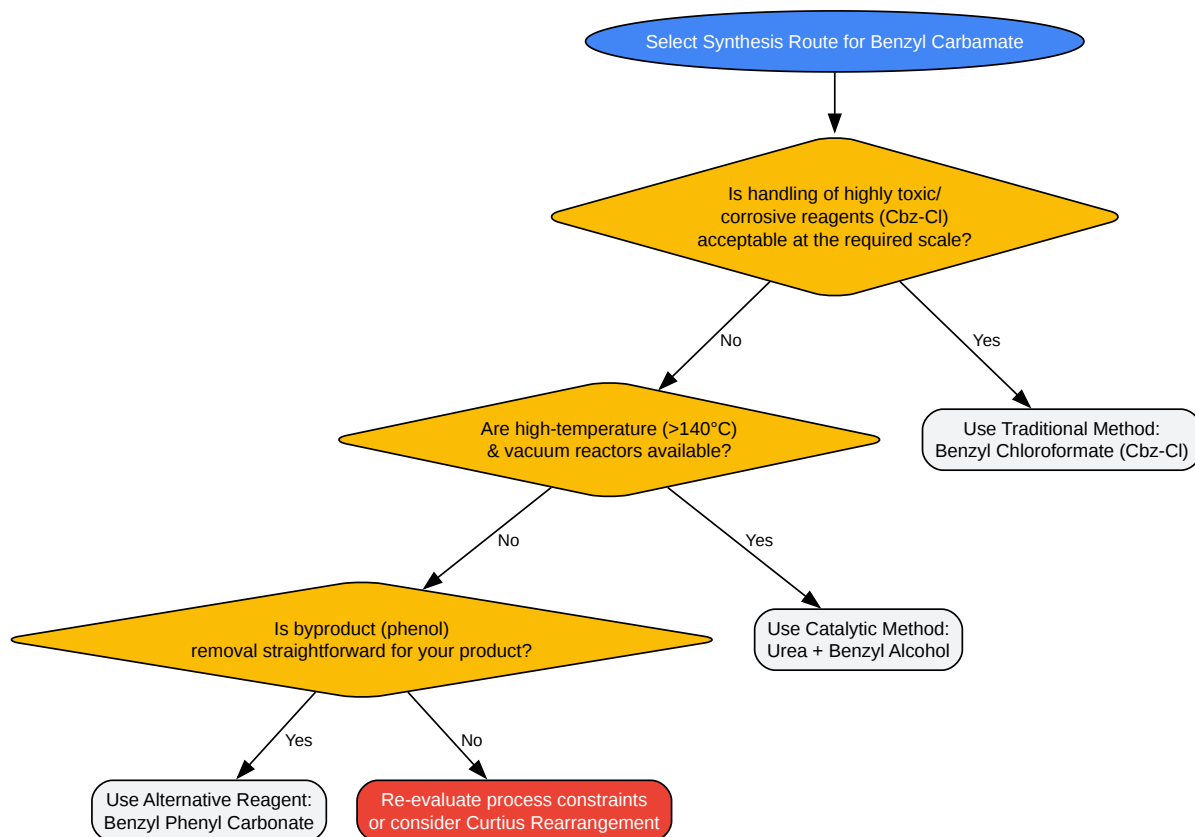 Select Synthesis Route for Benzyl Carbamate
Is handling of highly toxic/
corrosive reagents (Cbz-Cl)
acceptable at the required scale?
No
Yes
Are high-temperature (>140°C)
& vacuum reactors available?
Use Traditional Method:
Benzyl Chloroformate (Cbz-Cl)
No
Yes
Is byproduct (phenol)
removal straightforward for your product?
Use Catalytic Method:
Urea + Benzyl Alcohol
Yes
No
Use Alternative Reagent:
Benzyl Phenyl Carbonate
Re-evaluate process constraints
or consider Curtius Rearrangement